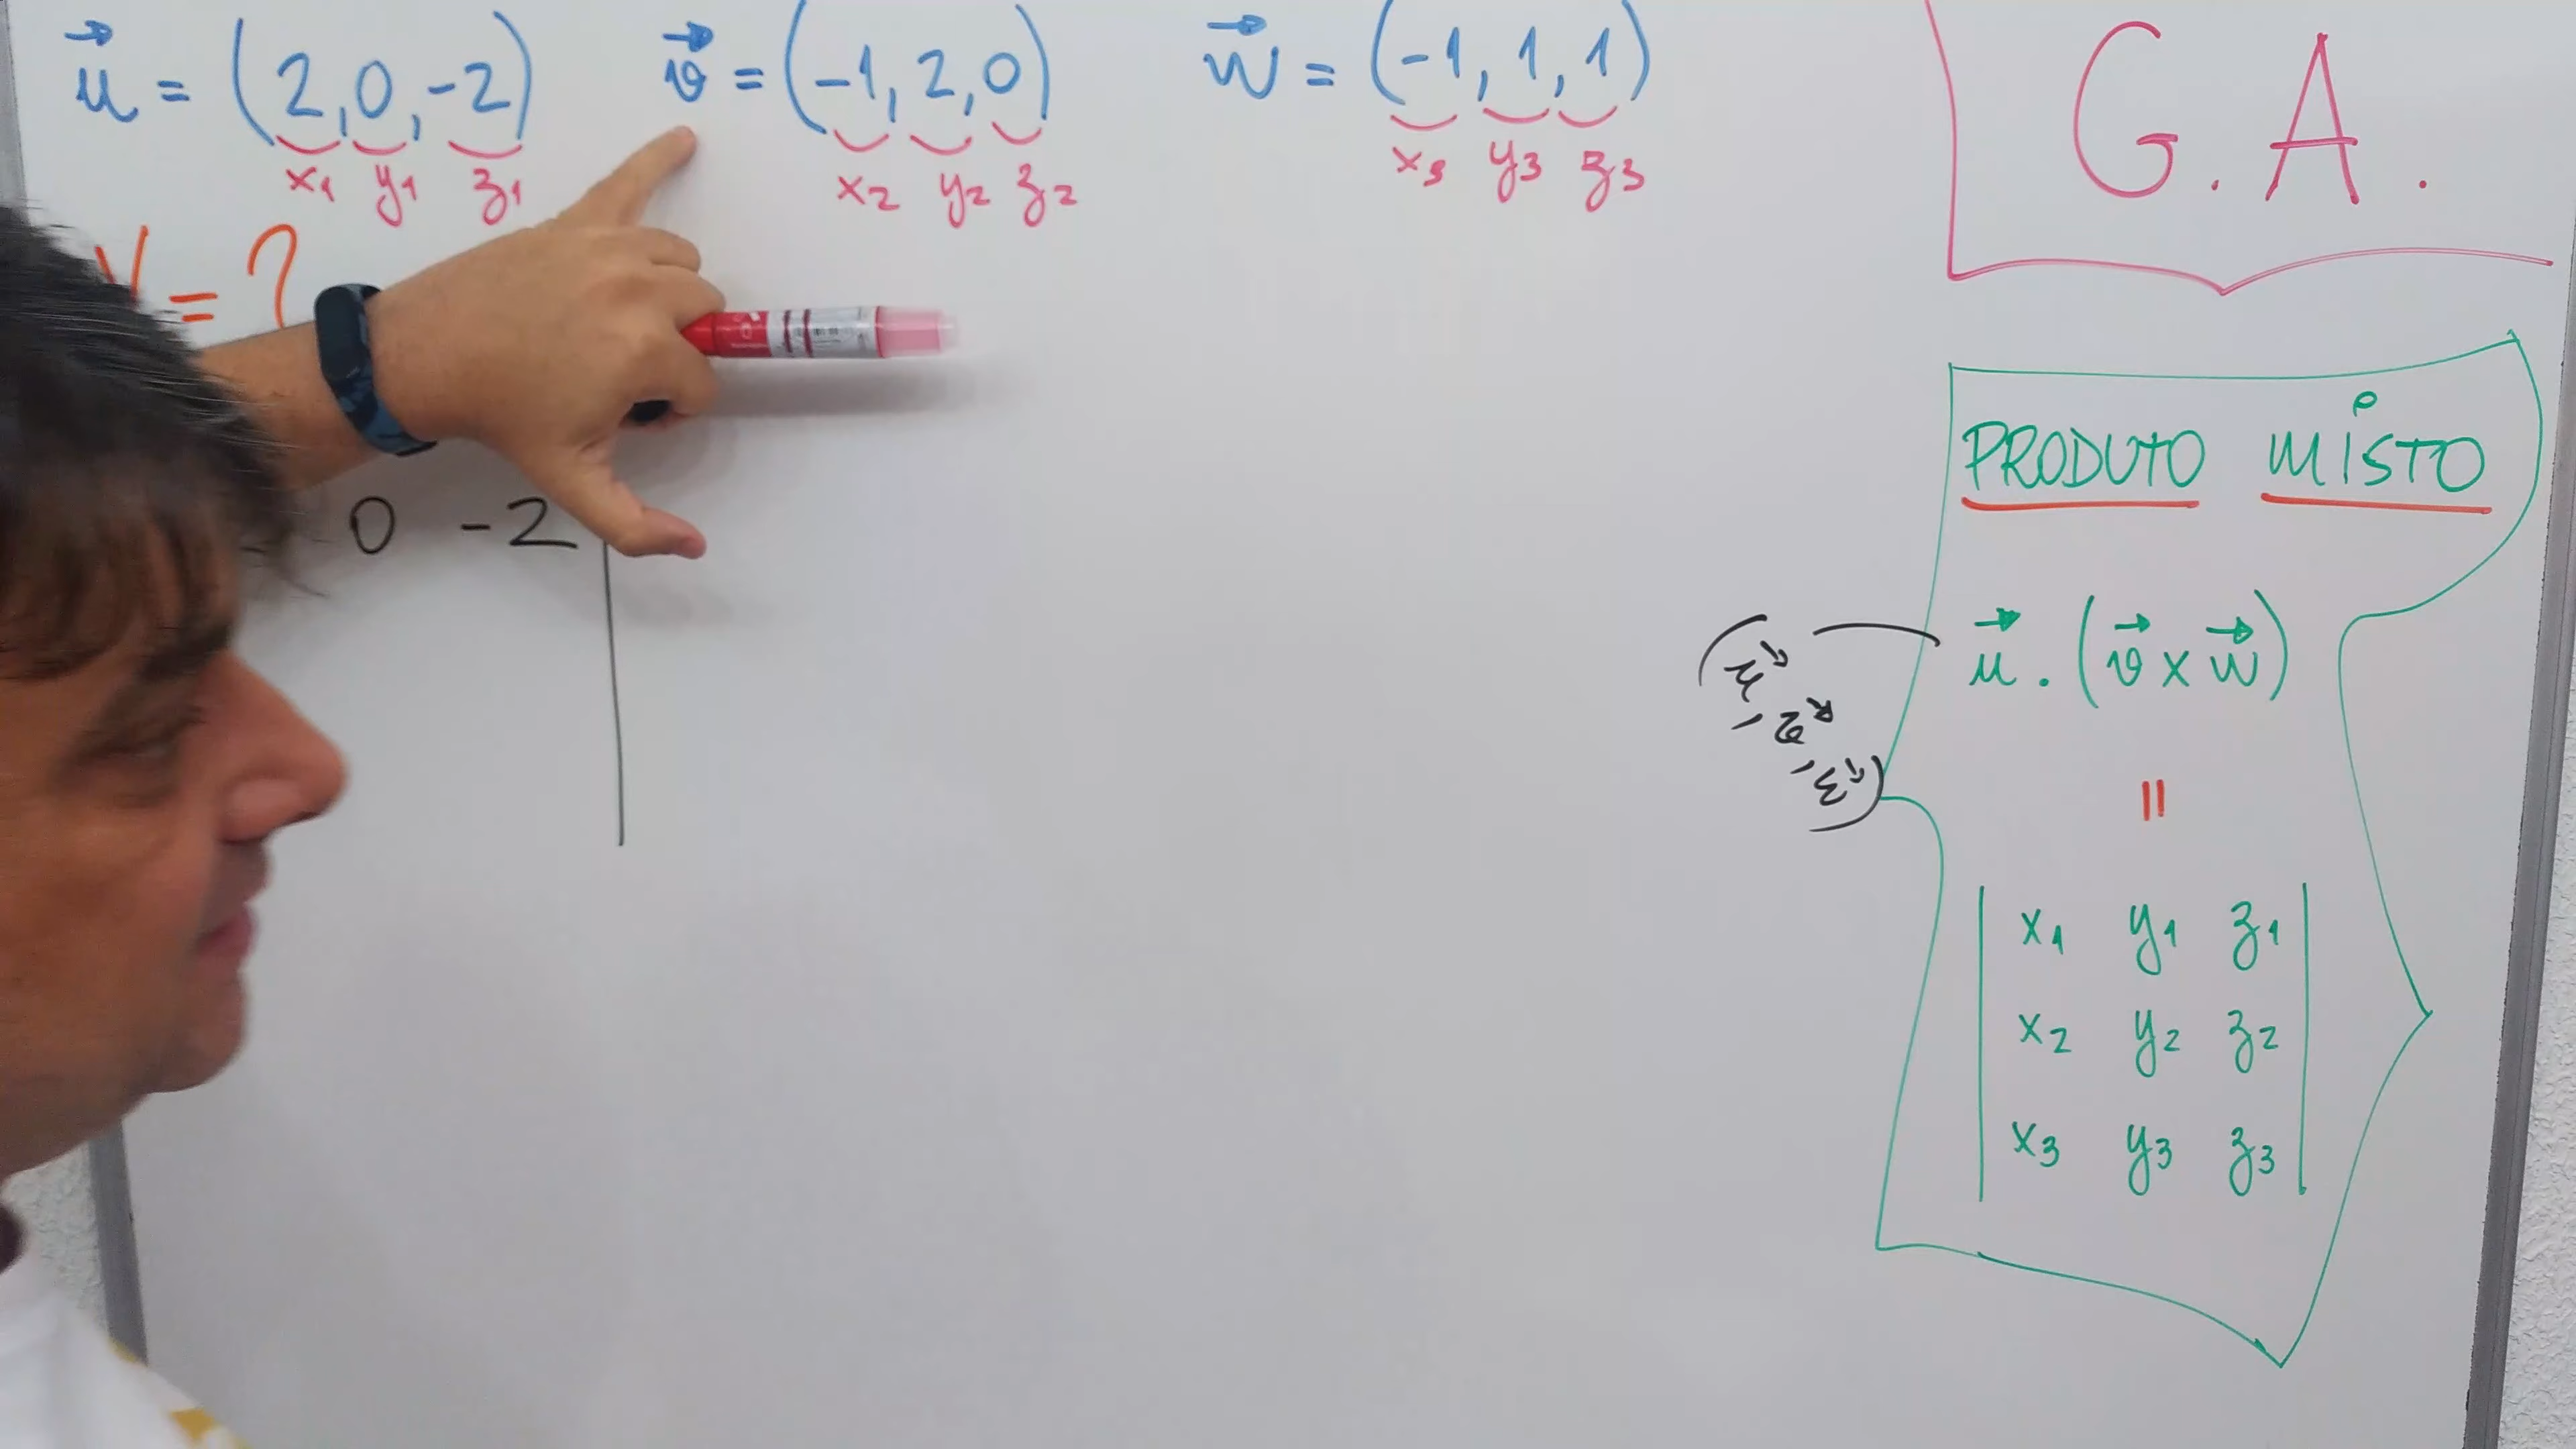 u⃗ = (2, 0, -2) v⃗ = (-1, 2, 0) w⃗ = (-1, 1, 1)
x₁ y₁ z₁ x₂ y₂ z₂ x₃ y₃ z₃
= ?
0 -2
G. A.
PRODUTO MiSTO
u⃗ . (v⃗ x w⃗)
(u⃗, v⃗, w⃗)
=
| x₁ y₁ z₁ |
| x₂ y₂ z₂ |
| x₃ y₃ z₃ |